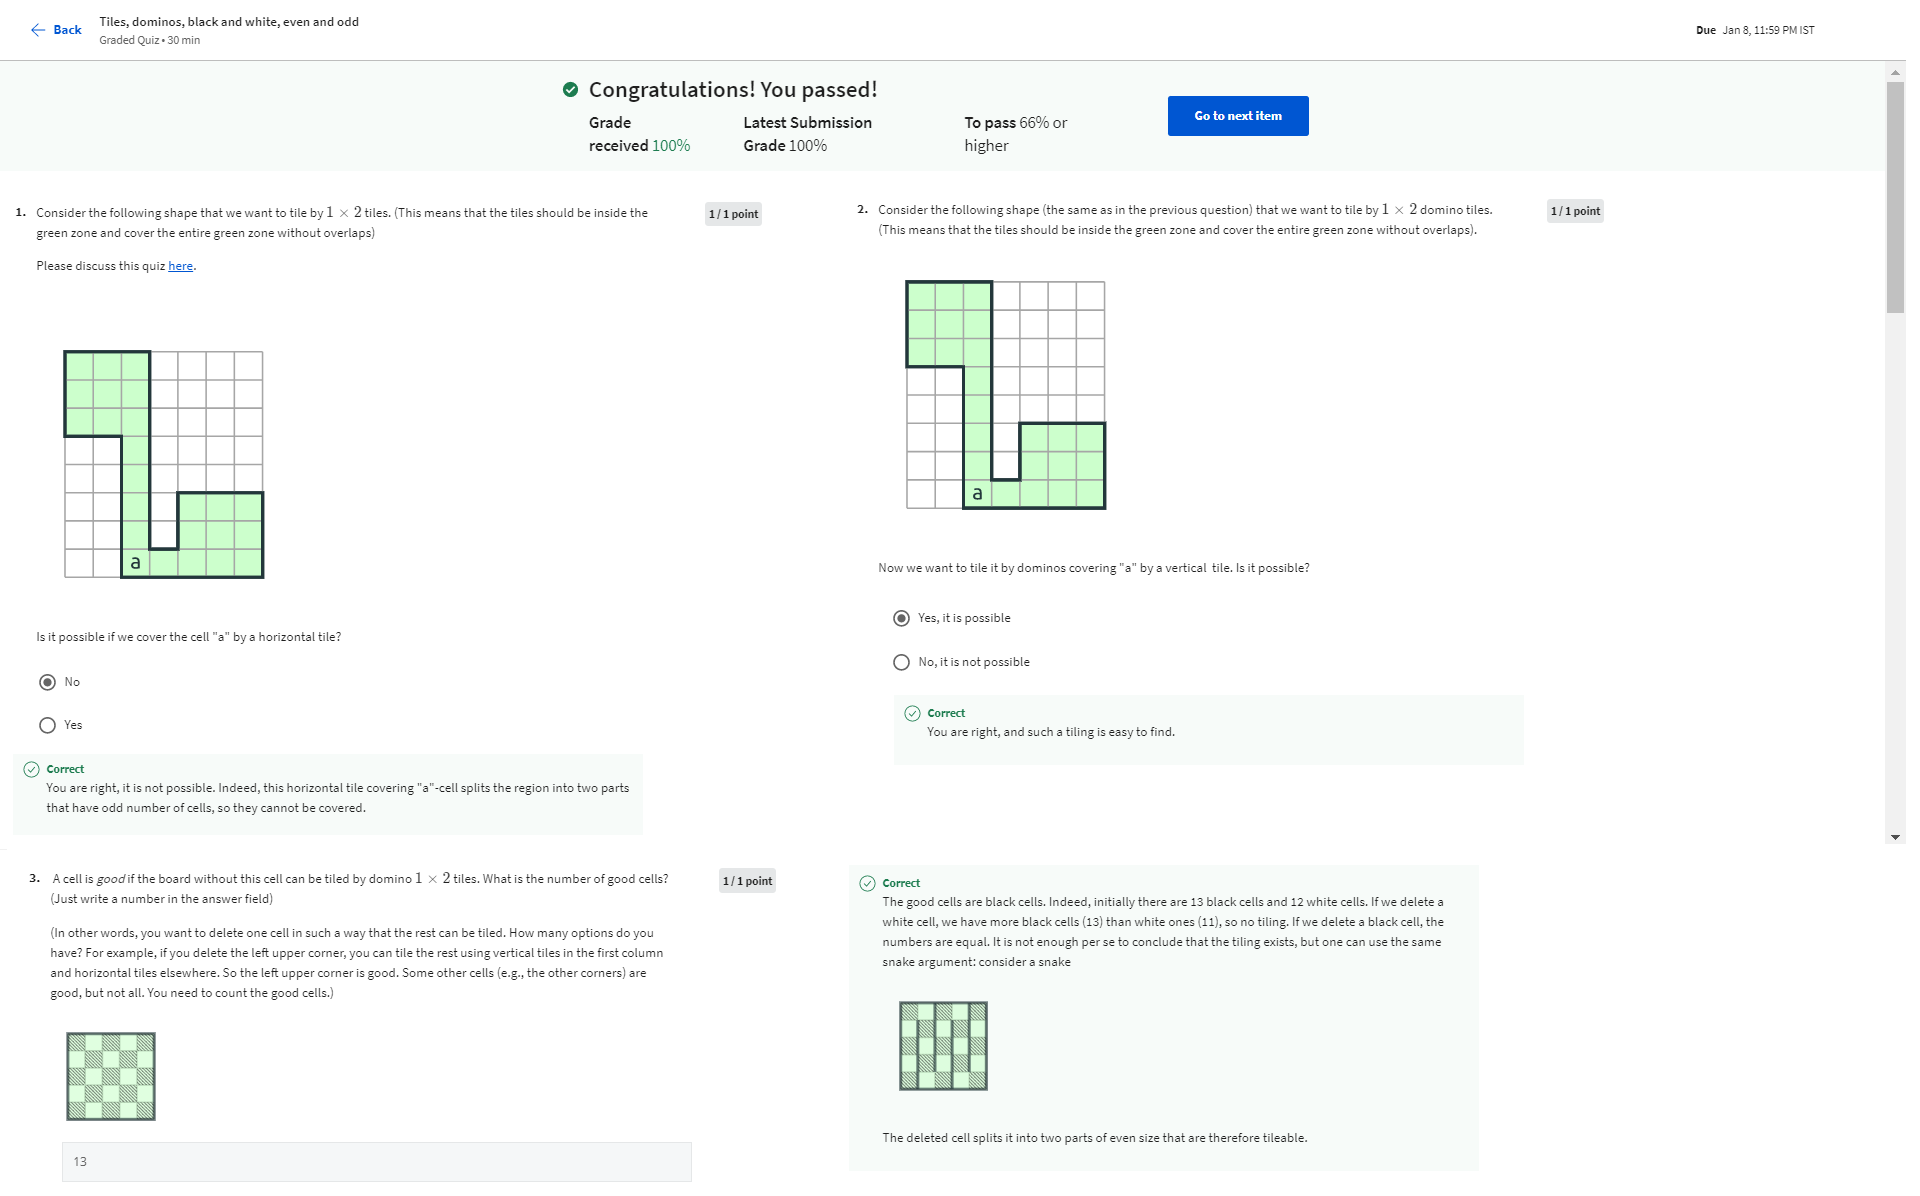 Back
Tiles, dominos, black and white, even and odd
Graded Quiz • 30 min
Due Jan 8, 11:59 PM IST
Congratulations! You passed!
Grade
received 100%
Latest Submission
Grade 100%
To pass 66% or
higher
Go to next item
1. Consider the following shape that we want to tile by 1 × 2 tiles. (This means that the tiles should be inside the
green zone and cover the entire green zone without overlaps)
1 / 1 point
Please discuss this quiz here.
a
Is it possible if we cover the cell "a" by a horizontal tile?
No
Yes
Correct
You are right, it is not possible. Indeed, this horizontal tile covering "a"-cell splits the region into two parts
that have odd number of cells, so they cannot be covered.
2. Consider the following shape (the same as in the previous question) that we want to tile by 1 × 2 domino tiles.
(This means that the tiles should be inside the green zone and cover the entire green zone without overlaps).
1 / 1 point
a
Now we want to tile it by dominos covering "a" by a vertical tile. Is it possible?
Yes, it is possible
No, it is not possible
Correct
You are right, and such a tiling is easy to find.
3. A cell is good if the board without this cell can be tiled by domino 1 × 2 tiles. What is the number of good cells?
(Just write a number in the answer field)
1 / 1 point
(In other words, you want to delete one cell in such a way that the rest can be tiled. How many options do you
have? For example, if you delete the left upper corner, you can tile the rest using vertical tiles in the first column
and horizontal tiles elsewhere. So the left upper corner is good. Some other cells (e.g., the other corners) are
good, but not all. You need to count the good cells.)
13
Correct
The good cells are black cells. Indeed, initially there are 13 black cells and 12 white cells. If we delete a
white cell, we have more black cells (13) than white ones (11), so no tiling. If we delete a black cell, the
numbers are equal. It is not enough per se to conclude that the tiling exists, but one can use the same
snake argument: consider a snake
The deleted cell splits it into two parts of even size that are therefore tileable.